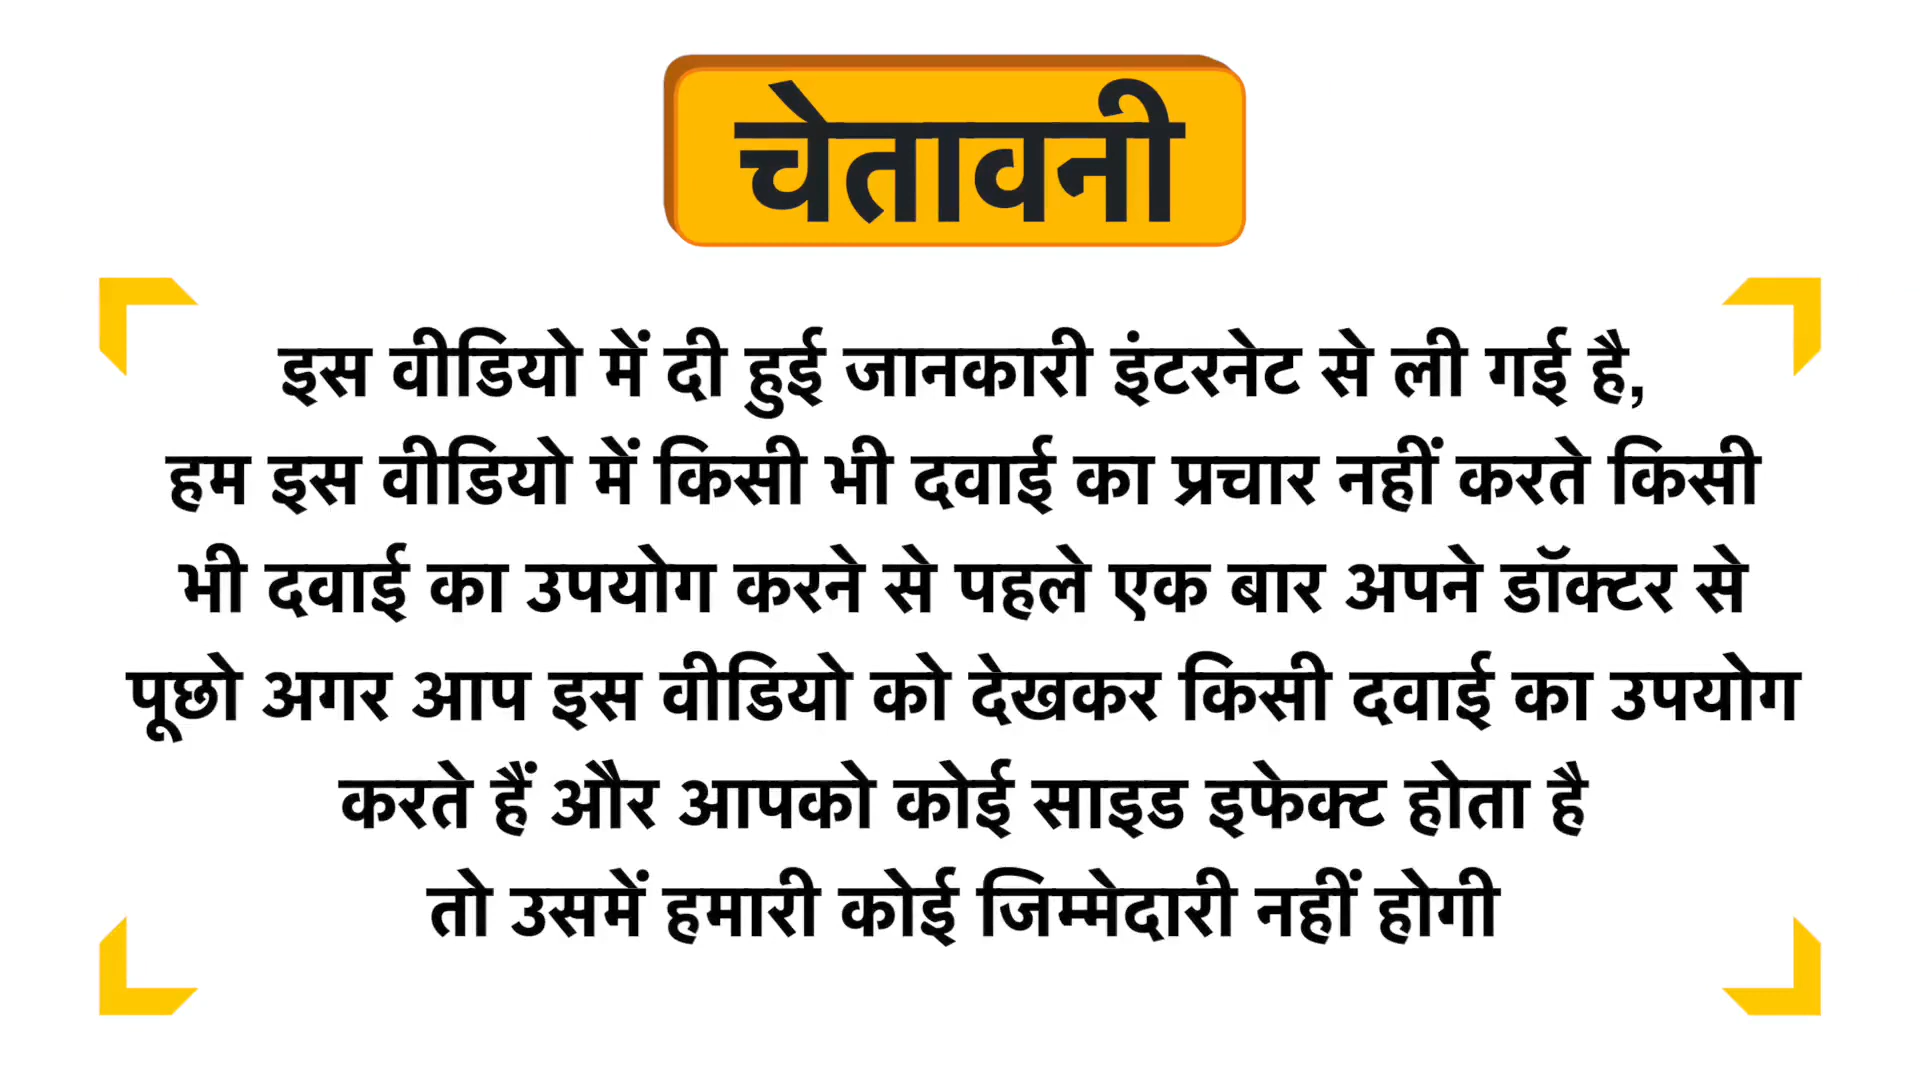 चेतावनी
इस वीडियो में दी हुई जानकारी इंटरनेट से ली गई है,
हम इस वीडियो में किसी भी दवाई का प्रचार नहीं करते किसी
भी दवाई का उपयोग करने से पहले एक बार अपने डॉक्टर से
पूछो अगर आप इस वीडियो को देखकर किसी दवाई का उपयोग
करते हैं और आपको कोई साइड इफेक्ट होता है
तो उसमें हमारी कोई जिम्मेदारी नहीं होगी